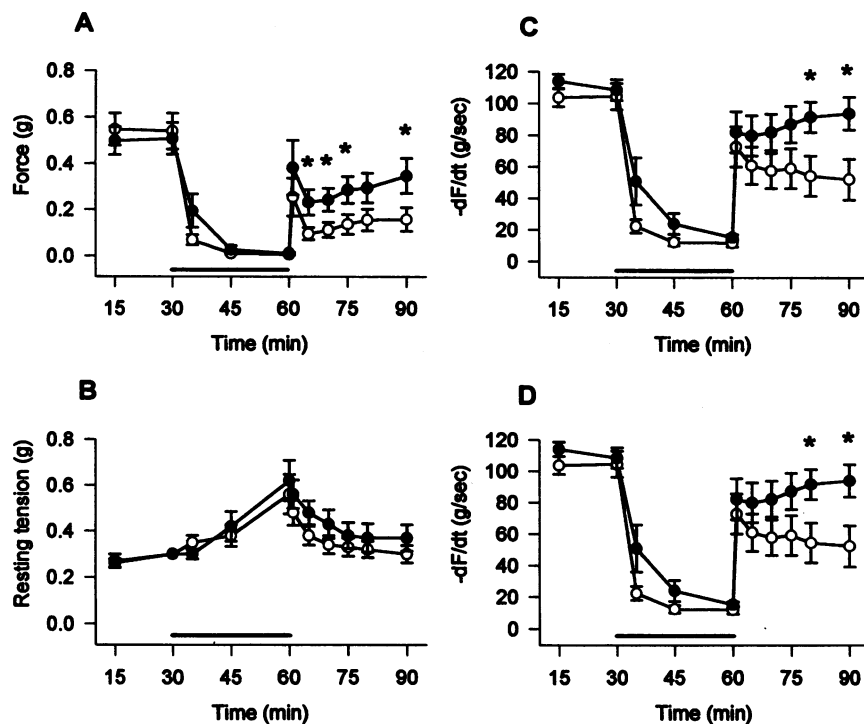 A
0.8
0.6
0.4
0.2
0.0
Force (g)
* * * *
15 30 45 60 75 90
Time (min)
C
120
100
80
60
40
20
0
-dF/dt (g/sec)
* *
15 30 45 60 75 90
Time (min)
B
0.8
0.6
0.4
0.2
0.0
Resting tension (g)
15 30 45 60 75 90
Time (min)
D
120
100
80
60
40
20
0
-dF/dt (g/sec)
* *
15 30 45 60 75 90
Time (min)